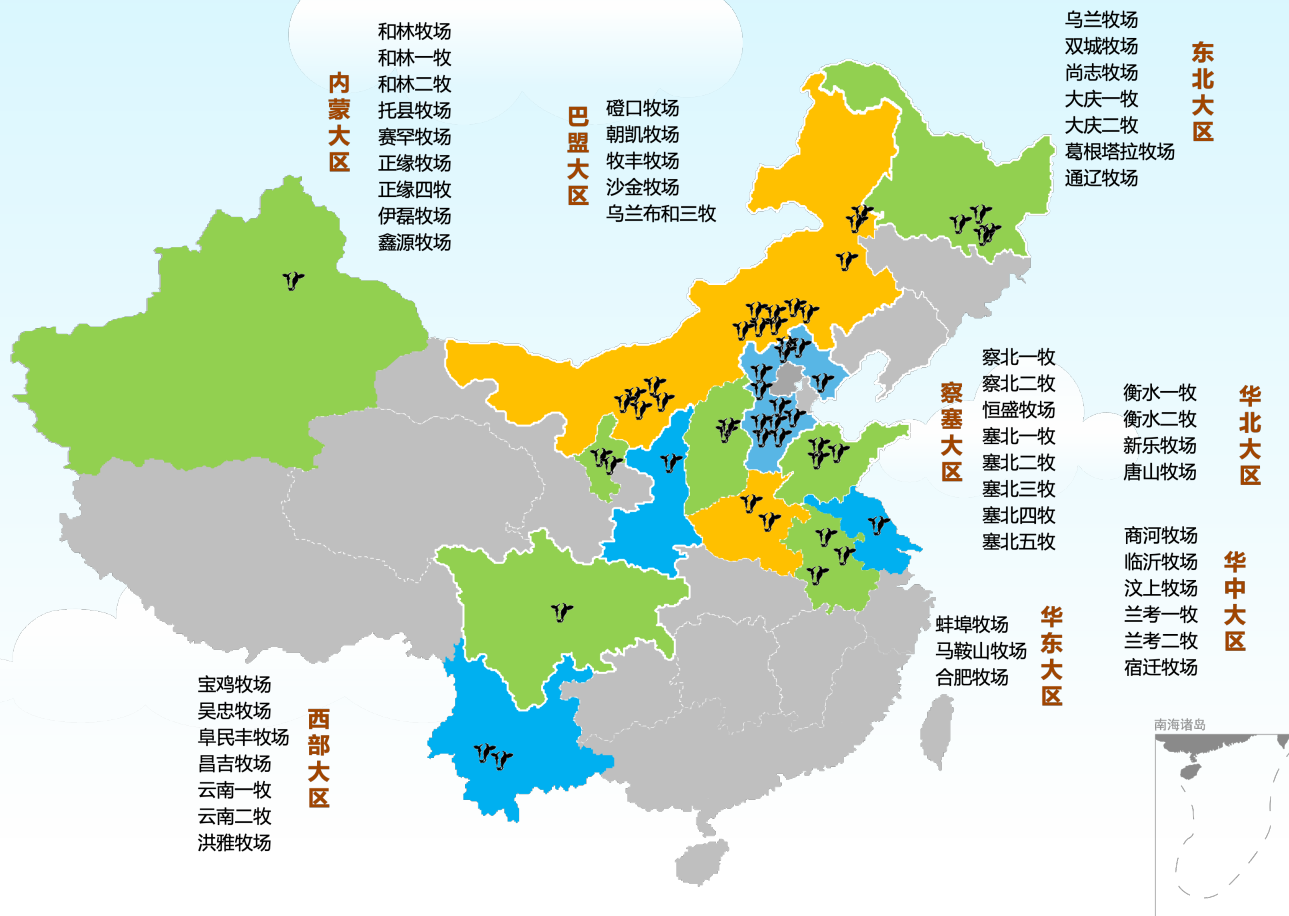 内蒙大区
和林牧场
和林一牧
和林二牧
托县牧场
赛罕牧场
正缘牧场
正缘四牧
伊磊牧场
鑫源牧场
巴盟大区
磴口牧场
朝凯牧场
牧丰牧场
沙金牧场
乌兰布和三牧
东北大区
乌兰牧场
双城牧场
尚志牧场
大庆一牧
大庆二牧
葛根塔拉牧场
通辽牧场
察塞大区
察北一牧
察北二牧
恒盛牧场
塞北一牧
塞北二牧
塞北三牧
塞北四牧
塞北五牧
华北大区
衡水一牧
衡水二牧
新乐牧场
唐山牧场
华中大区
商河牧场
临沂牧场
汶上牧场
兰考一牧
兰考二牧
宿迁牧场
华东大区
蚌埠牧场
马鞍山牧场
合肥牧场
西部大区
宝鸡牧场
吴忠牧场
阜民丰牧场
昌吉牧场
云南一牧
云南二牧
洪雅牧场
南海诸岛